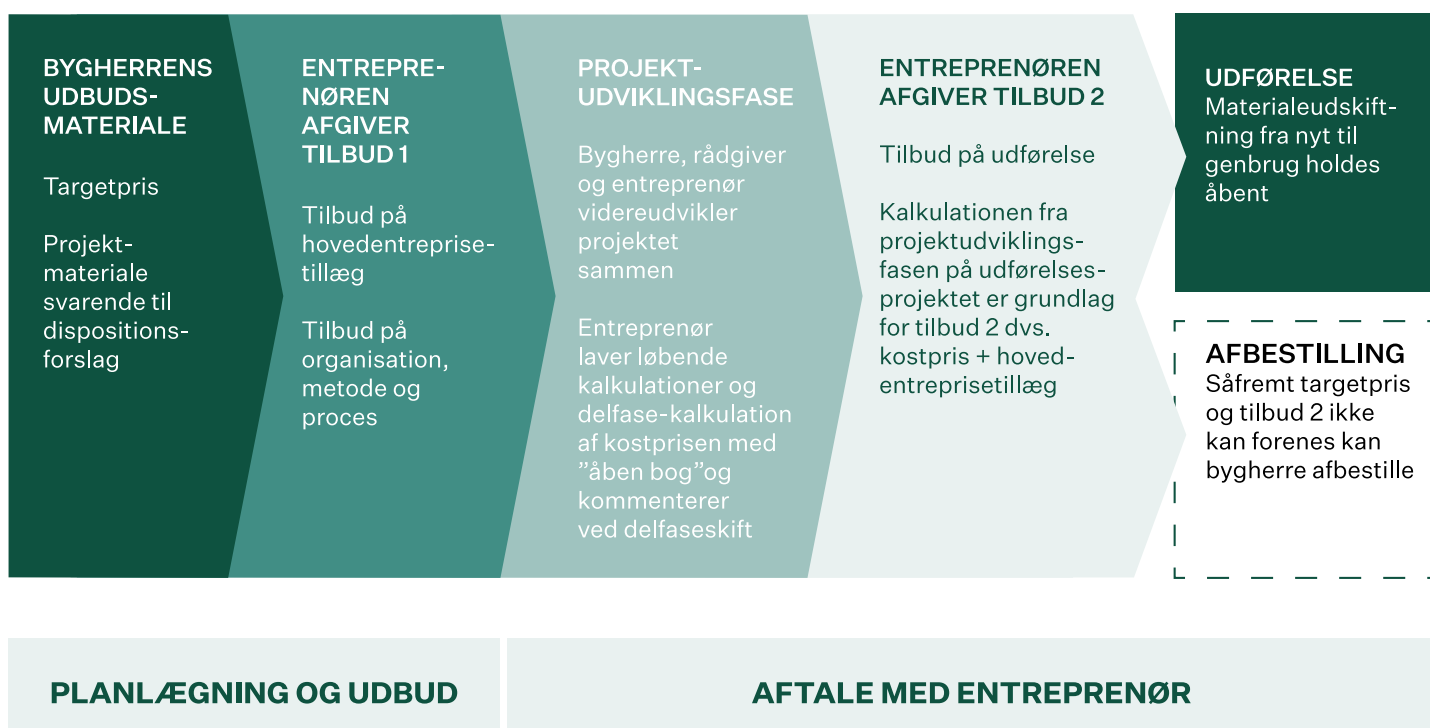 BYGHERRENS
UDBUDS-
MATERIALE
Targetpris
Projekt-
materiale
svarende til
dispositions-
forslag
ENTREPRE-
NØREN
AFGIVER
TILBUD 1
Tilbud på
hovedentreprise-
tillæg
Tilbud på
organisation,
metode og
proces
PROJEKT-
UDVIKLINGSFASE
Bygherre, rådgiver
og entreprenør
videreudvikler
projektet
sammen
Entreprenør
laver løbende
kalkulationer og
delfase-kalkulation
af kostprisen med
”åben bog”og
kommenterer
ved delfaseskift
ENTREPRENØREN
AFGIVER TILBUD 2
Tilbud på udførelse
Kalkulationen fra
projektudviklings-
fasen på udførelses-
projektet er grundlag
for tilbud 2 dvs.
kostpris + hoved-
entreprisetillæg
UDFØRELSE
Materialeudskift-
ning fra nyt til
genbrug holdes
åbent
AFBESTILLING
Såfremt targetpris
og tilbud 2 ikke
kan forenes kan
bygherre afbestille
PLANLÆGNING OG UDBUD
AFTALE MED ENTREPRENØR